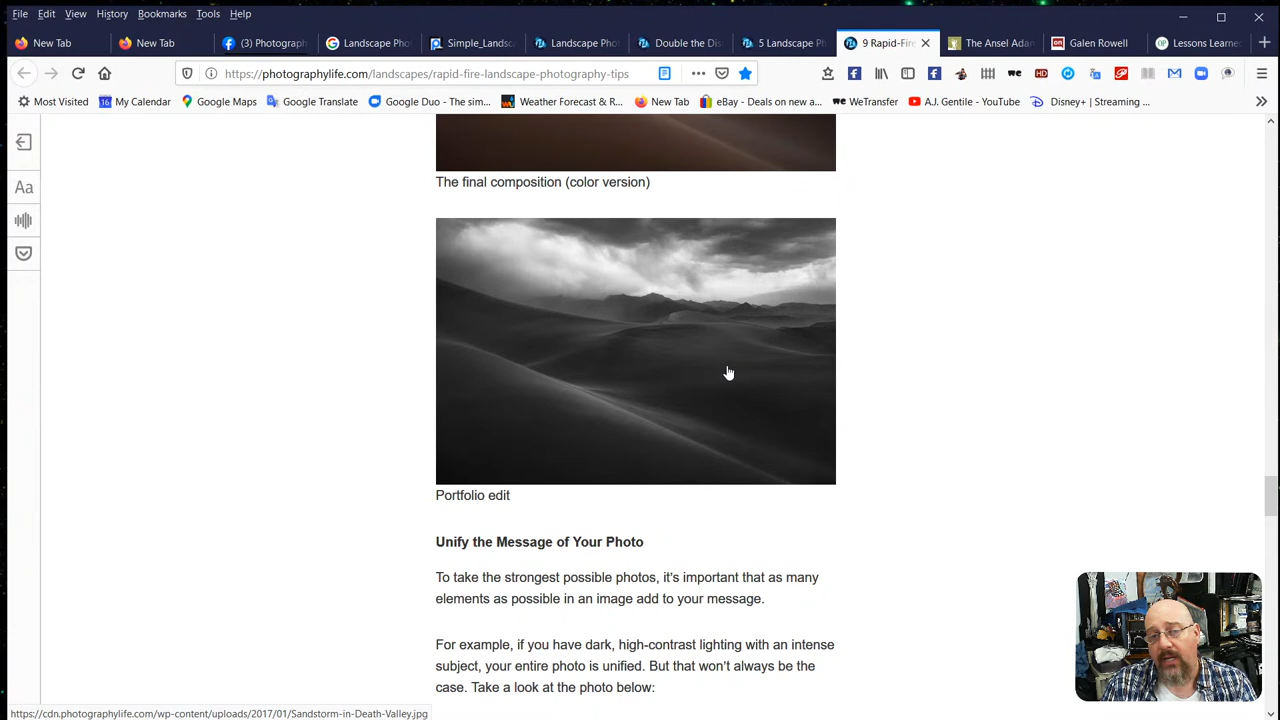 File Edit View History Bookmarks Tools Help
New Tab New Tab (3) Photograph Google Landscape Pho Simple_Landsc Landscape Pho Double the Dis 5 Landscape Ph 9 Rapid-Fire The Ansel Adan Galen Rowell Lessons Learne
https://photographylife.com/landscapes/rapid-fire-landscape-photography-tips
Most Visited 16 My Calendar Google Maps Google Translate Google Duo - The sim... Weather Forecast & R... New Tab eBay - Deals on new a... we WeTransfer A.J. Gentile - YouTube Disney+ | Streaming ...
Aa
The final composition (color version)
Portfolio edit
Unify the Message of Your Photo
To take the strongest possible photos, it's important that as many
elements as possible in an image add to your message.
For example, if you have dark, high-contrast lighting with an intense
subject, your entire photo is unified. But that won't always be the
case. Take a look at the photo below:
https://cdn.photographylife.com/wp-content/uploads/2017/01/Sandstorm-in-Death-Valley.jpg